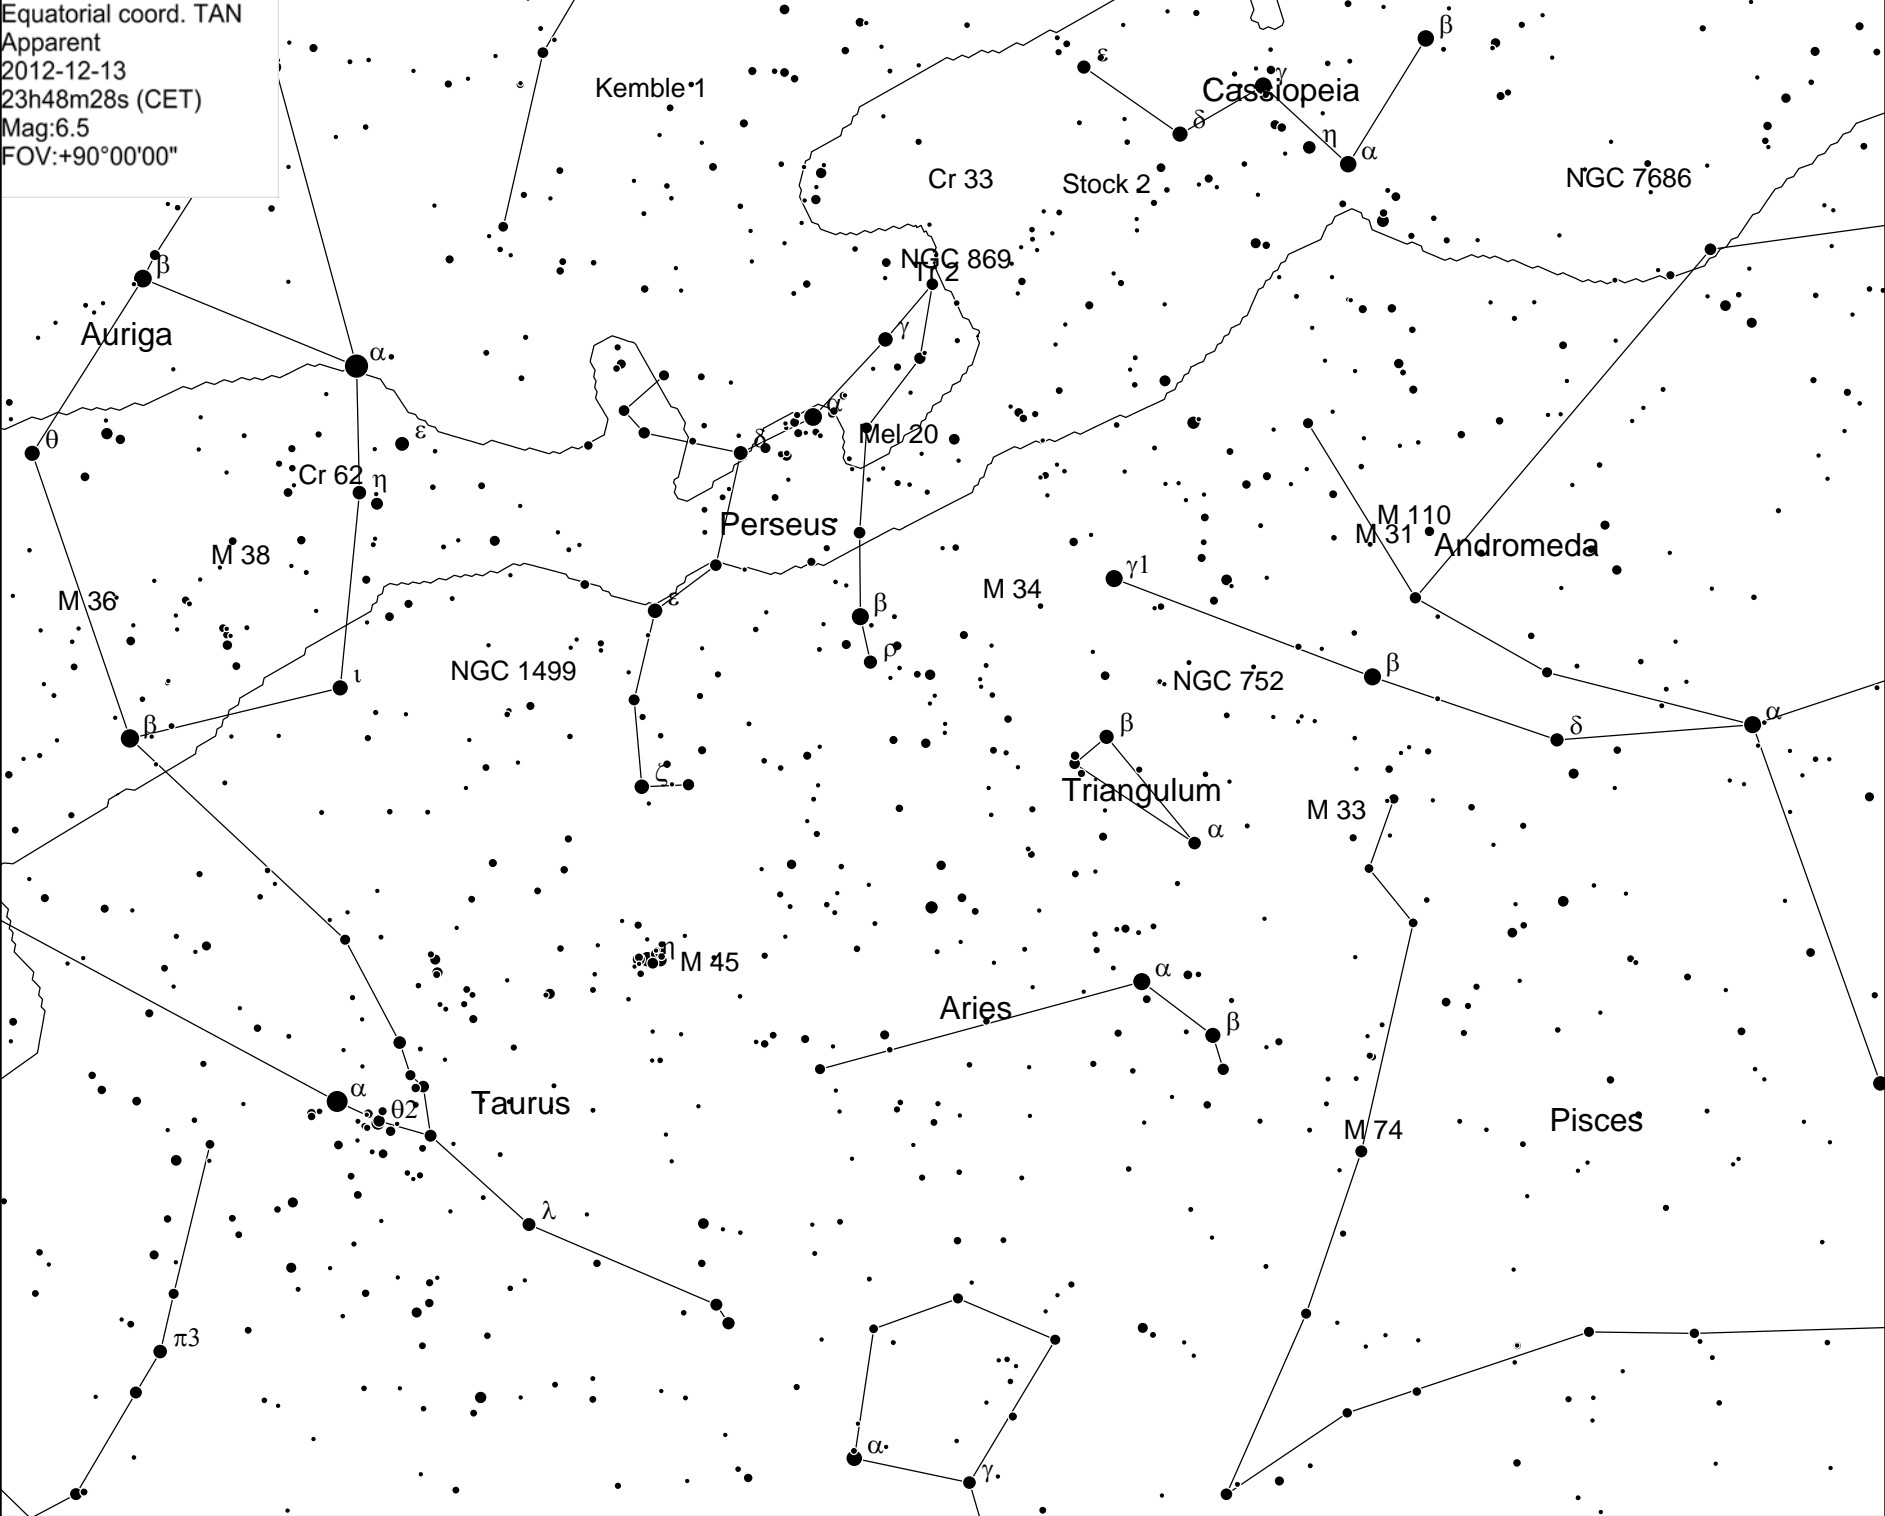 Equatorial coord. TAN
Apparent
2012-12-13
23h48m28s (CET)
Mag:6.5
FOV:+90°00'00"
β
ε
Kemble 1
γ
Cassiopeia
δ
η
α
Cr 33
Stock 2
NGC 7686
NGC 869
Tr 2
β
Auriga
γ
α
α
θ
ε
δ
Mel 20
Cr 62
η
Perseus
M 110
M 31
Andromeda
M 38
M 36
M 34
γ1
ε
β
ρ
NGC 1499
ι
NGC 752
β
β
β
δ
α
ζ
Triangulum
M 33
α
η
M 45
α
Aries
β
α
θ2
Taurus
Pisces
M 74
λ
π3
α
γ